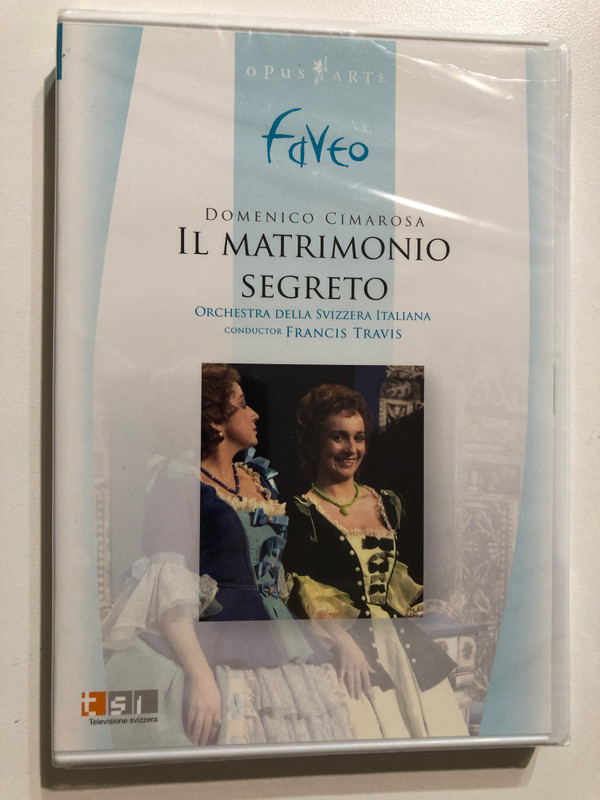 OPUS ARTE
Faveo
DOMENICO CIMAROSA
IL MATRIMONIO
SEGRETO
ORCHESTRA DELLA SVIZZERA ITALIANA
CONDUCTOR FRANCIS TRAVIS
tsi
Televisione svizzera